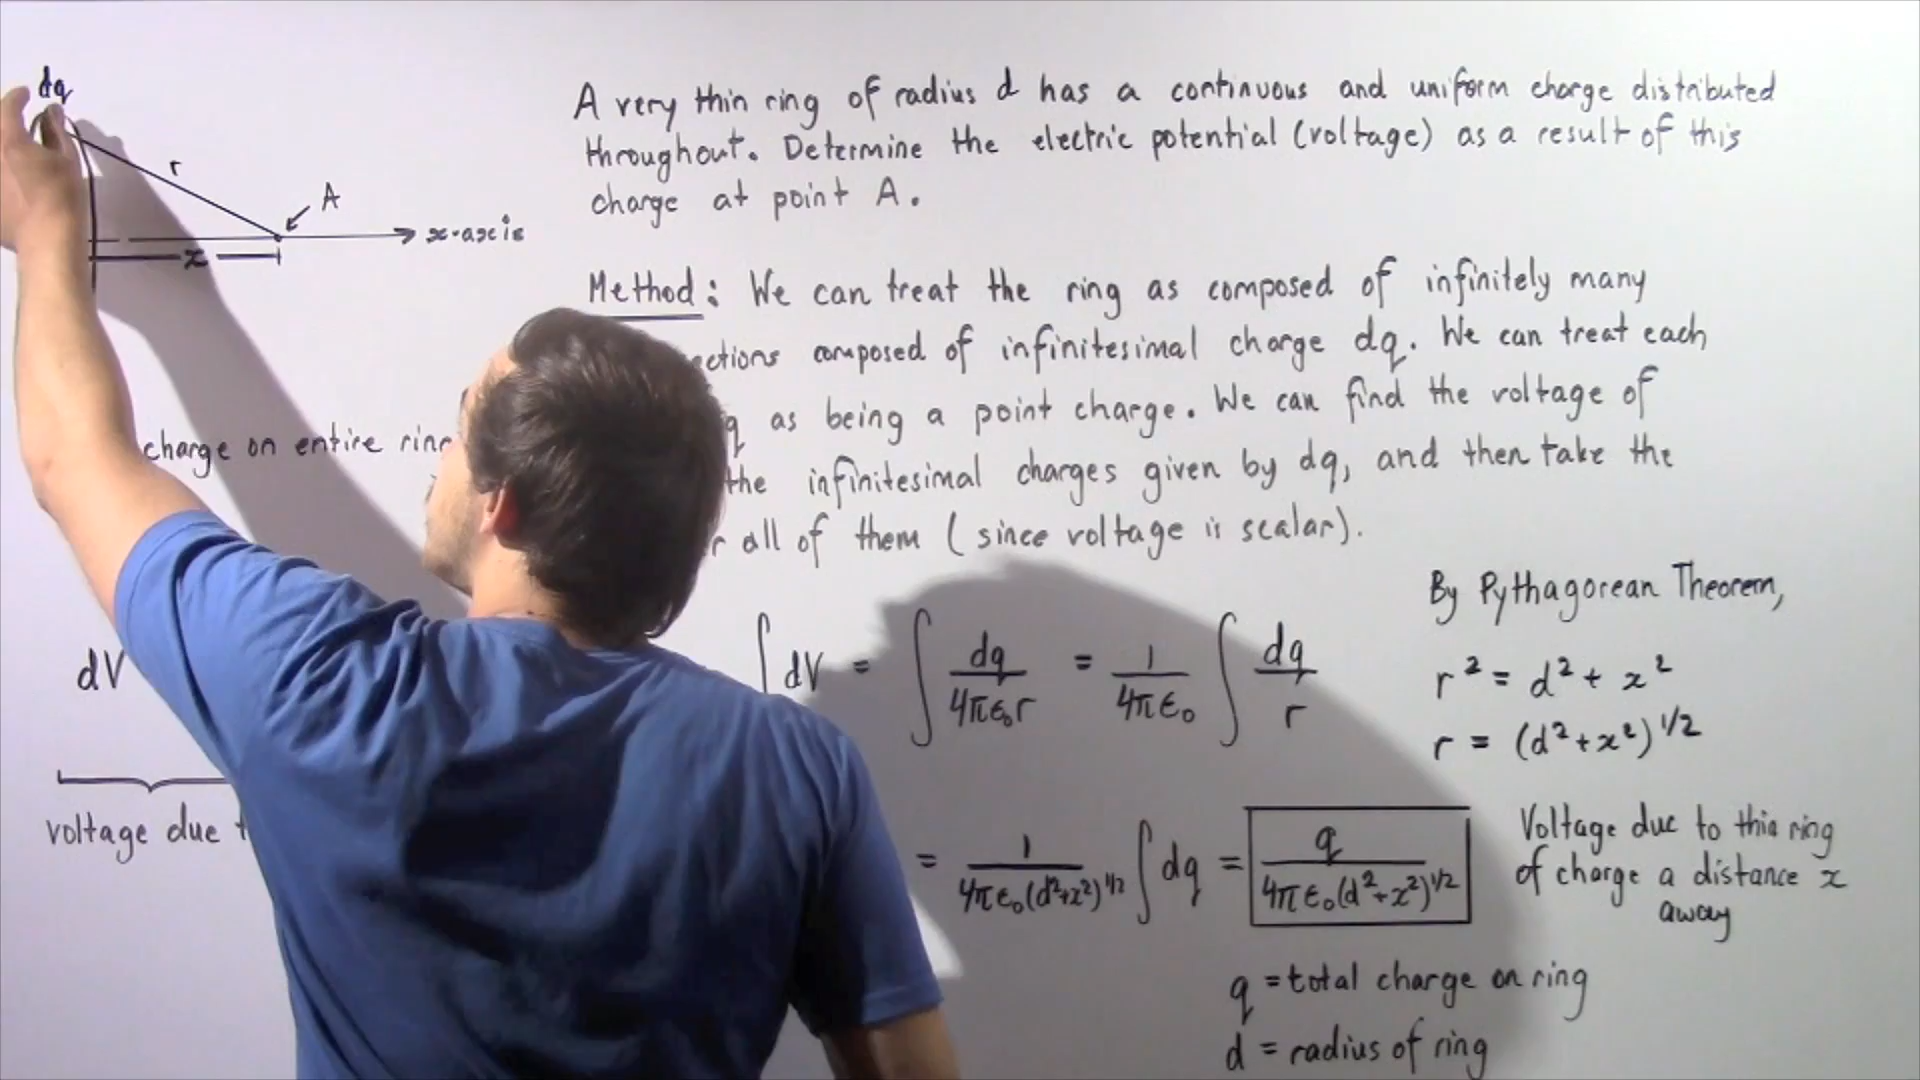 dq
r
A
x-axis
x
A very thin ring of radius d has a continuous and uniform charge distributed
throughout. Determine the electric potential (voltage) as a result of this
charge at point A.
Method: We can treat the ring as composed of infinitely many
composed of infinitesimal charge dq. We can treat each
as being a point charge. We can find the voltage of
charge on entire
the infinitesimal charges given by dq, and then take the
all of them (since voltage is scalar).
By Pythagorean Theorem,
r² = d² + x²
r = (d²+x²)^1/2
dV
∫dV = ∫ dq/4πε₀r = 1/4πε₀ ∫ dq/r
voltage due
= 1/4πε₀(d²+x²)^1/2 ∫dq = q/4πε₀(d²+x²)^1/2
Voltage due to this ring
of charge a distance x
away
q = total charge on ring
d = radius of ring